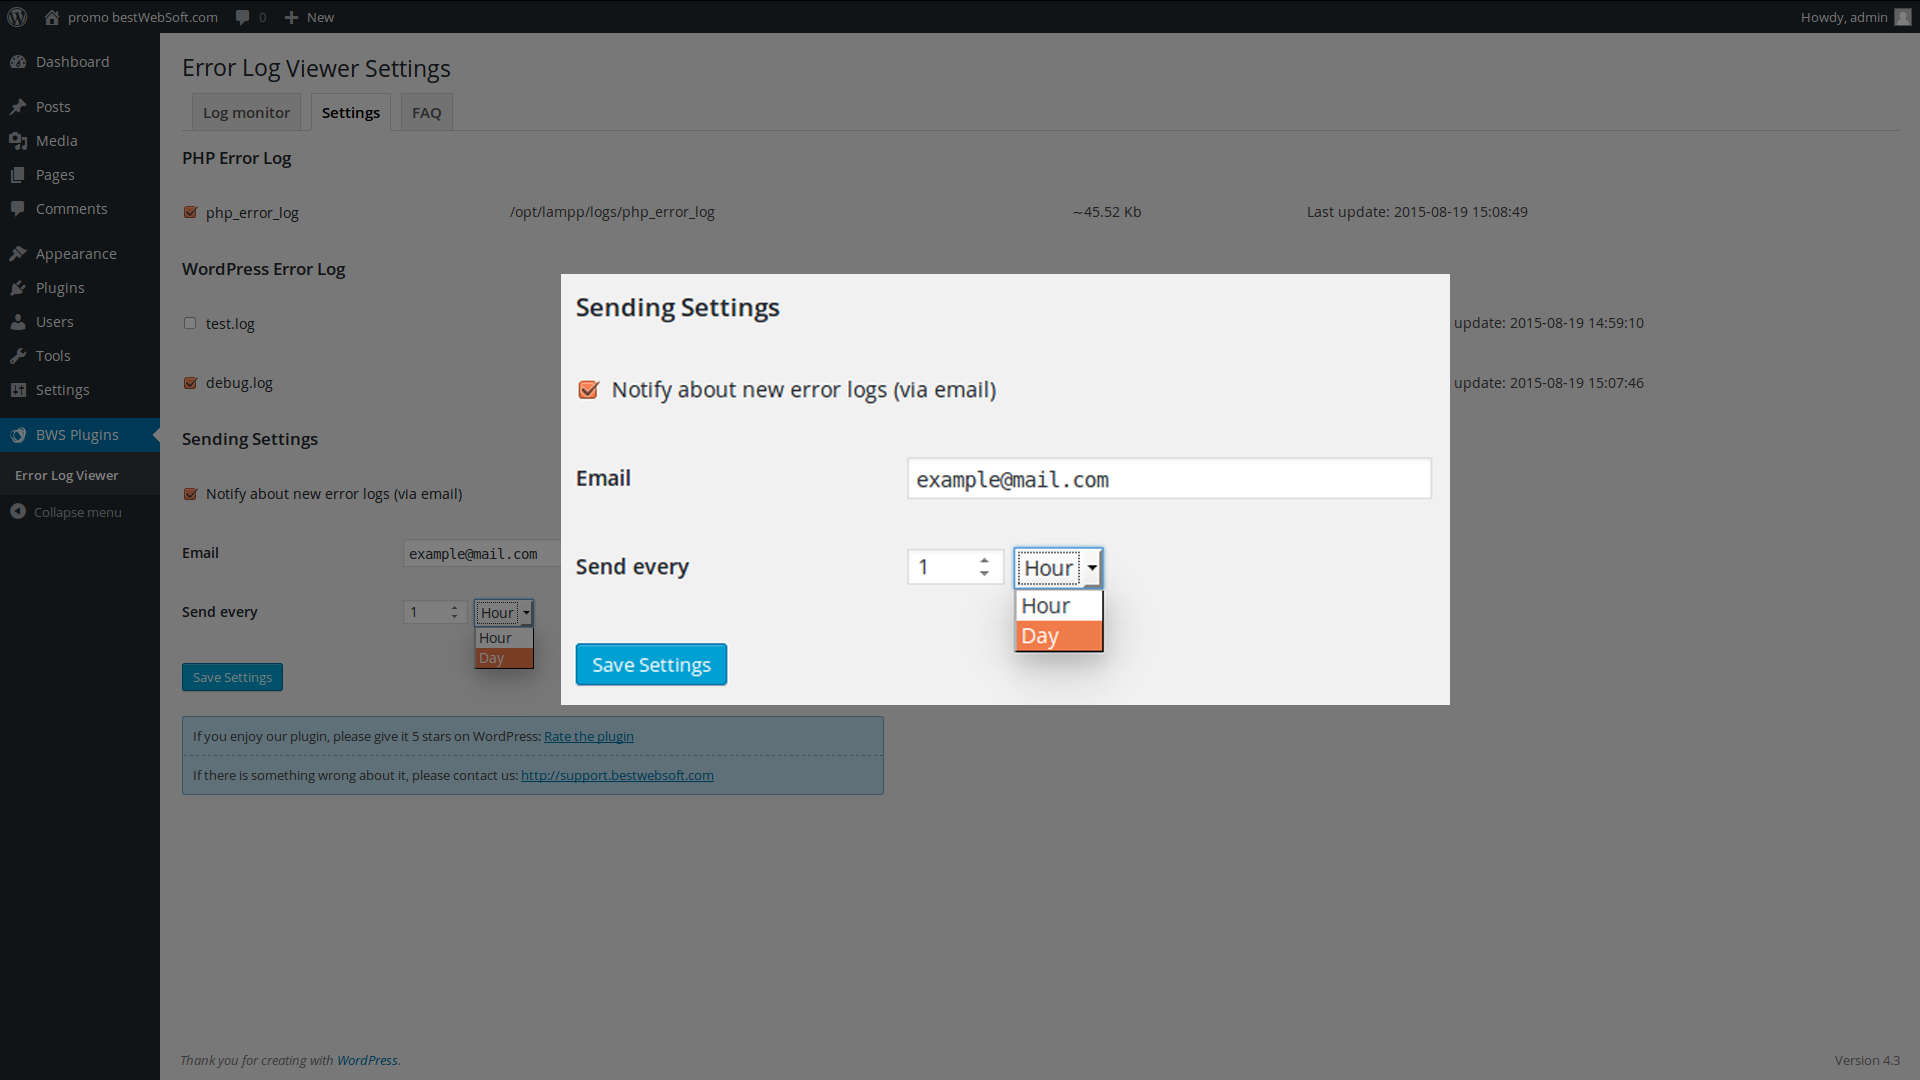 promo bestWebSoft.com 0 New Howdy, admin
Dashboard
Posts
Media
Pages
Comments
Appearance
Plugins
Users
Tools
Settings
BWS Plugins
Error Log Viewer
Collapse menu
Error Log Viewer Settings
Log monitor Settings FAQ
PHP Error Log
php_error_log /opt/lampp/logs/php_error_log ~45.52 Kb Last update: 2015-08-19 15:08:49
WordPress Error Log
test.log update: 2015-08-19 14:59:10
debug.log update: 2015-08-19 15:07:46
Sending Settings
Notify about new error logs (via email)
Email example@mail.com
Send every 1 Hour
Hour
Day
Save Settings
Sending Settings
Notify about new error logs (via email)
Email example@mail.com
Send every 1 Hour
Hour
Day
Save Settings
If you enjoy our plugin, please give it 5 stars on WordPress: Rate the plugin
If there is something wrong about it, please contact us: http://support.bestwebsoft.com
Thank you for creating with WordPress. Version 4.3